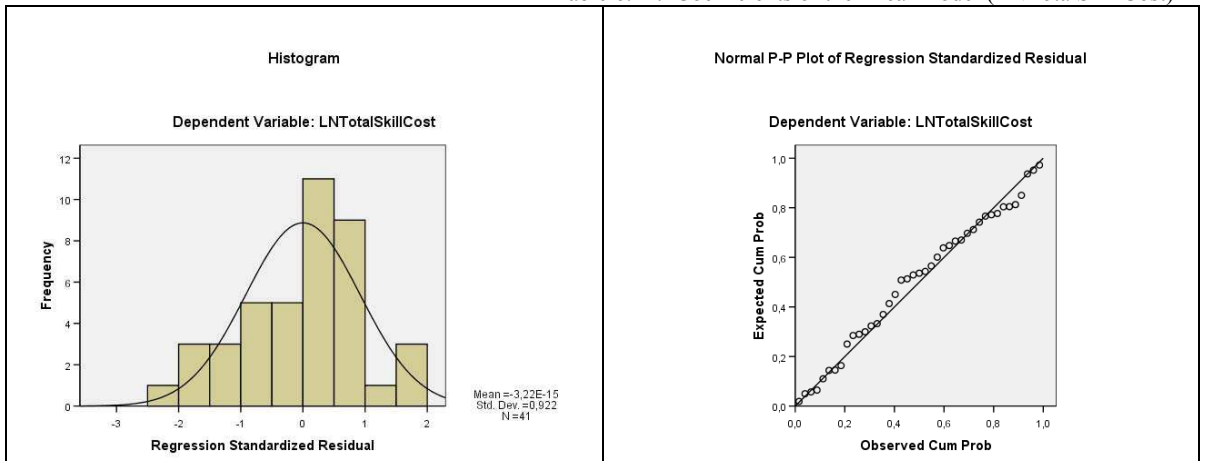 Histogram
Dependent Variable: LNTotalSkillCost
Frequency
12
10
8
6
4
2
0
-3
-2
-1
0
1
2
Regression Standardized Residual
Mean =-3,22E-15
Std. Dev. =0,922
N =41
Normal P-P Plot of Regression Standardized Residual
Dependent Variable: LNTotalSkillCost
Expected Cum Prob
1,0
0,8
0,6
0,4
0,2
0,0
0,0
0,2
0,4
0,6
0,8
1,0
Observed Cum Prob